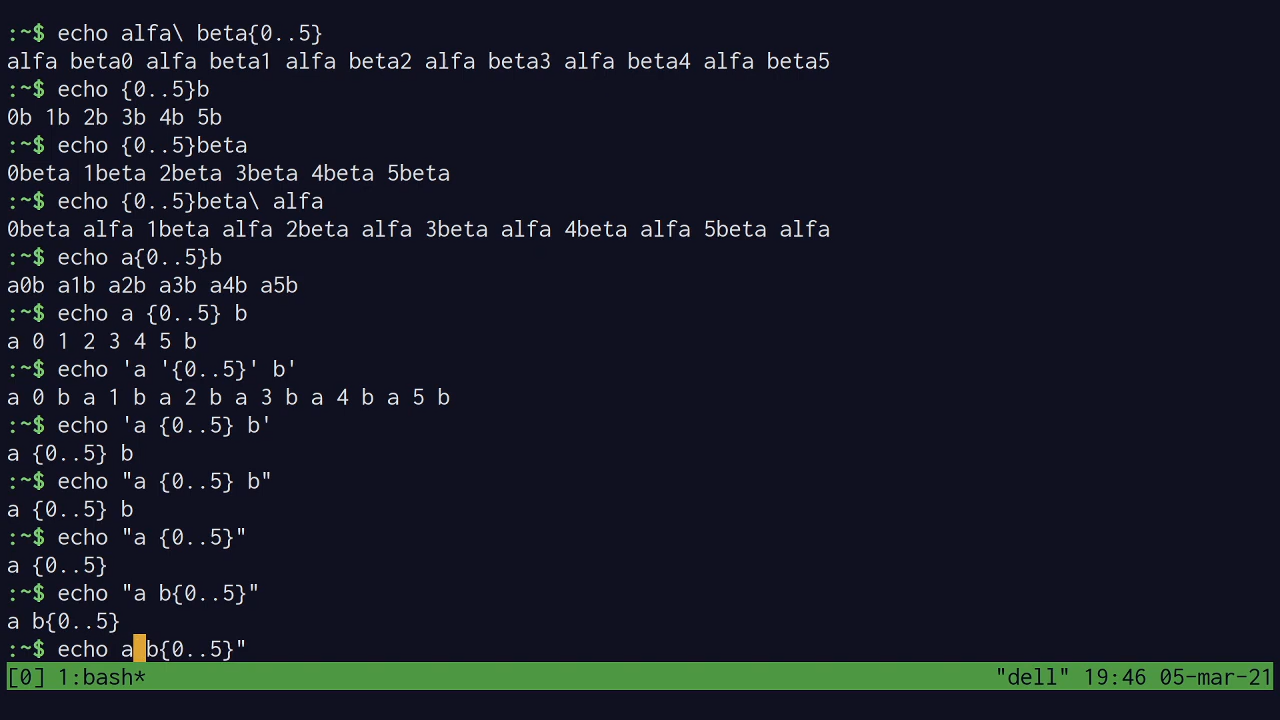 :~$ echo alfa\ beta{0..5}
alfa beta0 alfa beta1 alfa beta2 alfa beta3 alfa beta4 alfa beta5
:~$ echo {0..5}b
0b 1b 2b 3b 4b 5b
:~$ echo {0..5}beta
0beta 1beta 2beta 3beta 4beta 5beta
:~$ echo {0..5}beta\ alfa
0beta alfa 1beta alfa 2beta alfa 3beta alfa 4beta alfa 5beta alfa
:~$ echo a{0..5}b
a0b a1b a2b a3b a4b a5b
:~$ echo a {0..5} b
a 0 1 2 3 4 5 b
:~$ echo 'a '{0..5}' b'
a 0 b a 1 b a 2 b a 3 b a 4 b a 5 b
:~$ echo 'a {0..5} b'
a {0..5} b
:~$ echo "a {0..5} b"
a {0..5} b
:~$ echo "a {0..5}"
a {0..5}
:~$ echo "a b{0..5}"
a b{0..5}
:~$ echo a b{0..5}"
[0] 1:bash* "dell" 19:46 05-mar-21